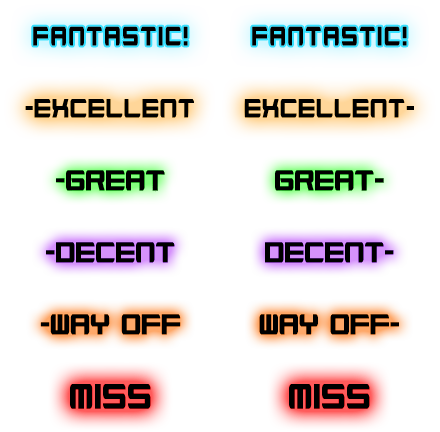 FANTASTIC! FANTASTIC!
-EXCELLENT EXCELLENT-
-GREAT GREAT-
-DECENT DECENT-
-WAY OFF WAY OFF-
MISS MISS